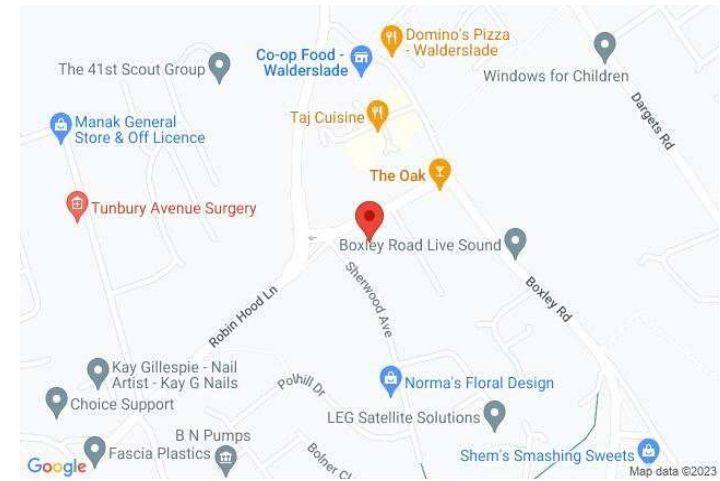 Domino's Pizza
- Walderslade
Co-op Food -
Walderslade
The 41st Scout Group
Windows for Children
Dargets Rd
Manak General
Store & Off Licence
Taj Cuisine
The Oak
Tunbury Avenue Surgery
Boxley Road Live Sound
Sherwood Ave
Boxley Rd
Robin Hood Ln
Kay Gillespie - Nail
Artist - Kay G Nails
Polhill Dr
Norma's Floral Design
Choice Support
LEG Satellite Solutions
B N Pumps
Fascia Plastics
Bolner Cl
Shem's Smashing Sweets
Google
Map data ©2023